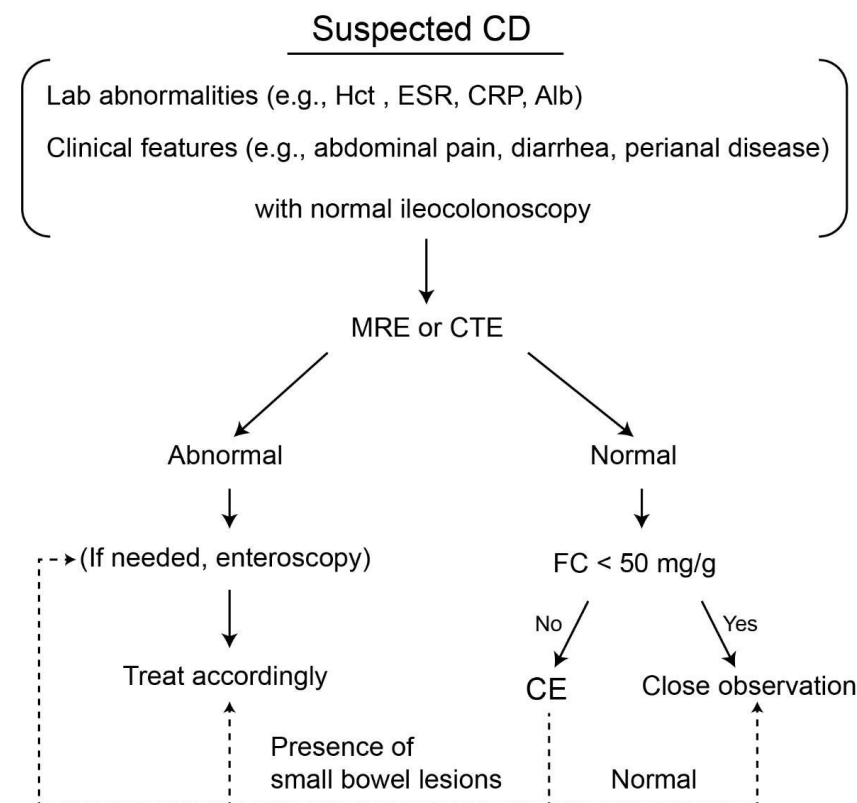 Suspected CD
Lab abnormalities (e.g., Hct , ESR, CRP, Alb)
Clinical features (e.g., abdominal pain, diarrhea, perianal disease)
with normal ileocolonoscopy
MRE or CTE
Abnormal
Normal
(If needed, enteroscopy)
FC < 50 mg/g
No
Yes
Treat accordingly
CE
Close observation
Presence of
small bowel lesions
Normal